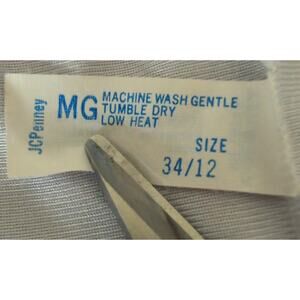 JCPenney
MG
MACHINE WASH GENTLE
TUMBLE DRY
LOW HEAT
SIZE
34/12